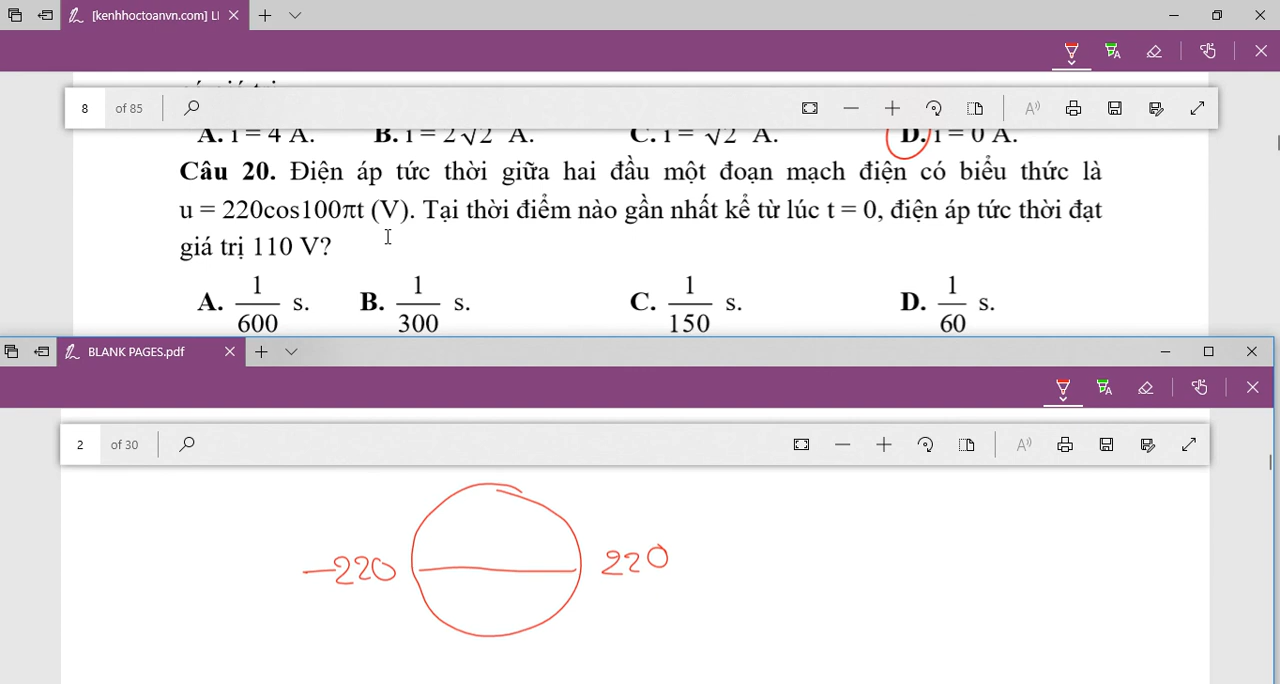 [kenhhoctoanvn.com] LI
8 of 85
A. i = 4 A. B. i = 2√2 A. C. i = √2 A. D. i = 0 A.
Câu 20. Điện áp tức thời giữa hai đầu một đoạn mạch điện có biểu thức là
u = 220cos100πt (V). Tại thời điểm nào gần nhất kể từ lúc t = 0, điện áp tức thời đạt
giá trị 110 V?
A. 1/600 s. B. 1/300 s. C. 1/150 s. D. 1/60 s.
BLANK PAGES.pdf
2 of 30
-220 220